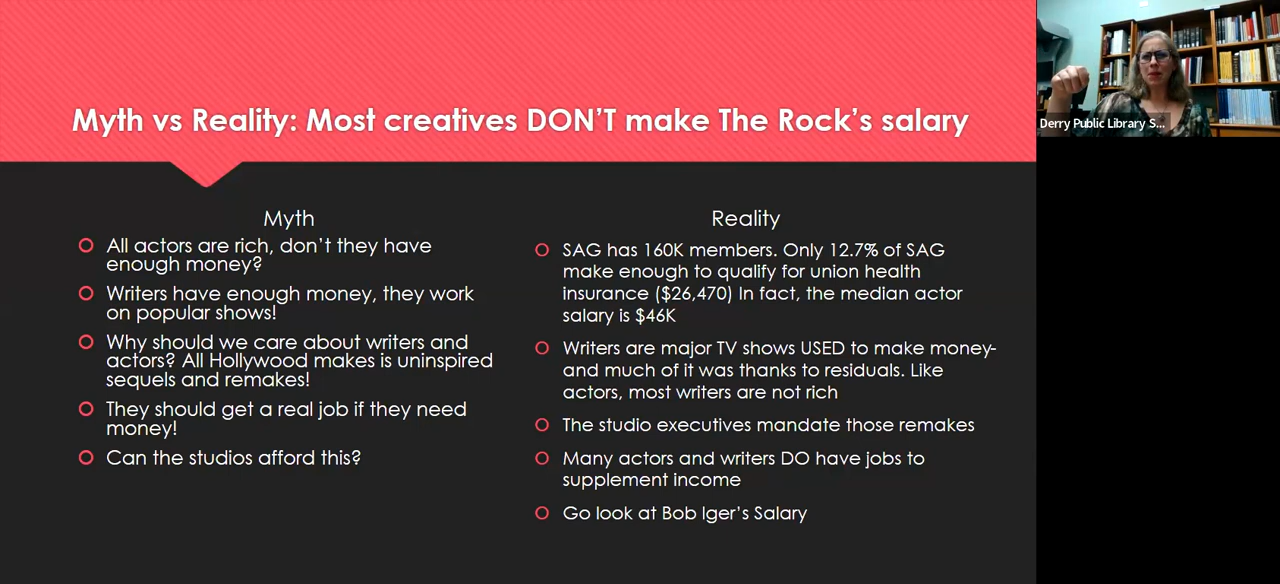 Myth vs Reality: Most creatives DON'T make The Rock's salary
Myth
All actors are rich, don't they have
enough money?
Writers have enough money, they work
on popular shows!
Why should we care about writers and
actors? All Hollywood makes is uninspired
sequels and remakes!
They should get a real job if they need
money!
Can the studios afford this?
Reality
SAG has 160K members. Only 12.7% of SAG
make enough to qualify for union health
insurance ($26,470) In fact, the median actor
salary is $46K
Writers are major TV shows USED to make money-
and much of it was thanks to residuals. Like
actors, most writers are not rich
The studio executives mandate those remakes
Many actors and writers DO have jobs to
supplement income
Go look at Bob Iger's Salary
Derry Public Library S...